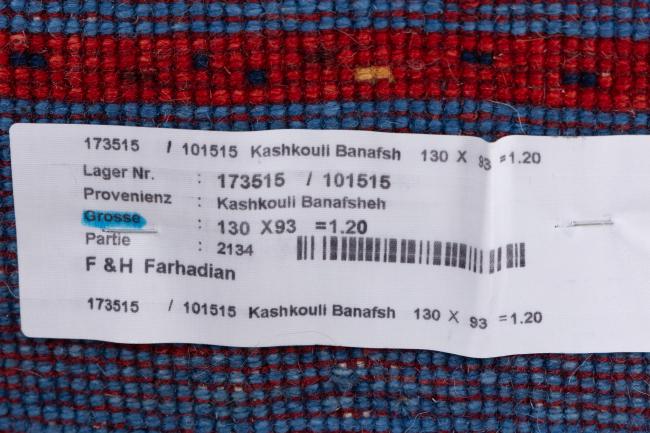 173515 / 101515 Kashkouli Banafsh 130 X 93 =1.20
Lager Nr. : 173515 / 101515
Provenienz : Kashkouli Banafsheh
Grosse : 130 X93 =1.20
Partie : 2134
F & H Farhadian
173515 / 101515 Kashkouli Banafsh 130 X 93 =1.20